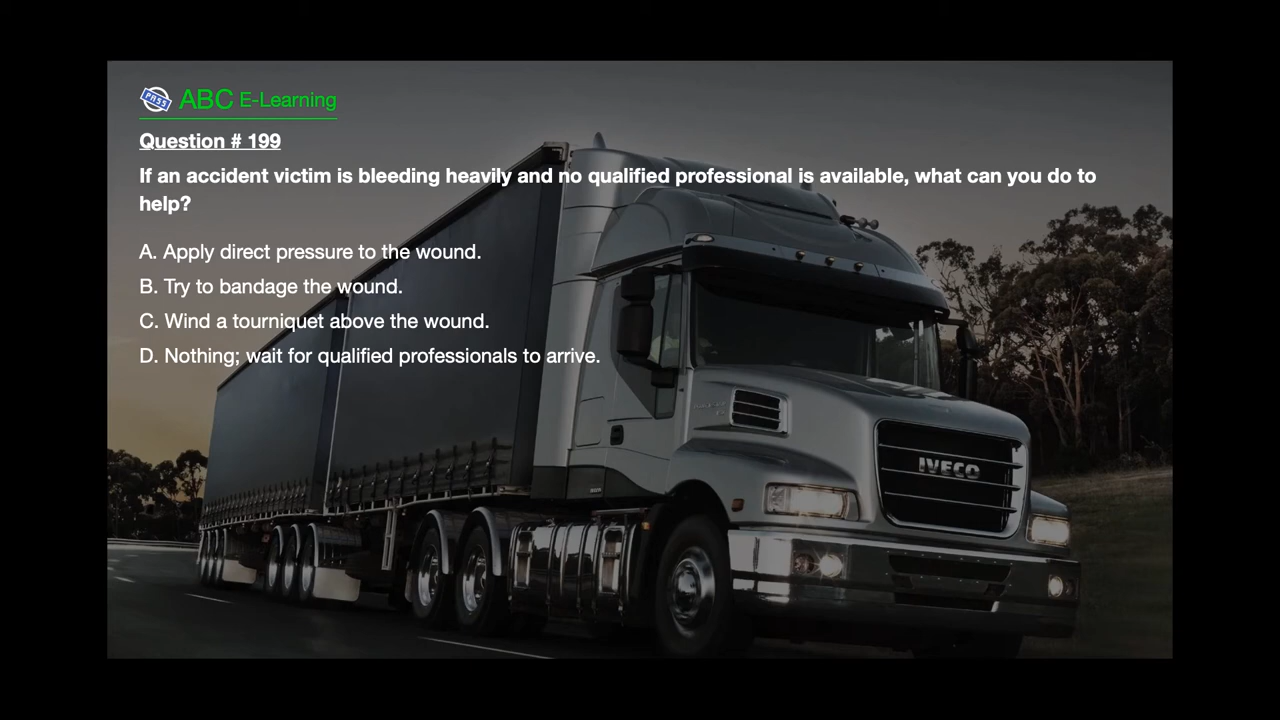 PASS ABC E-Learning
Question # 199
If an accident victim is bleeding heavily and no qualified professional is available, what can you do to
help?
A. Apply direct pressure to the wound.
B. Try to bandage the wound.
C. Wind a tourniquet above the wound.
D. Nothing; wait for qualified professionals to arrive.
IVECO